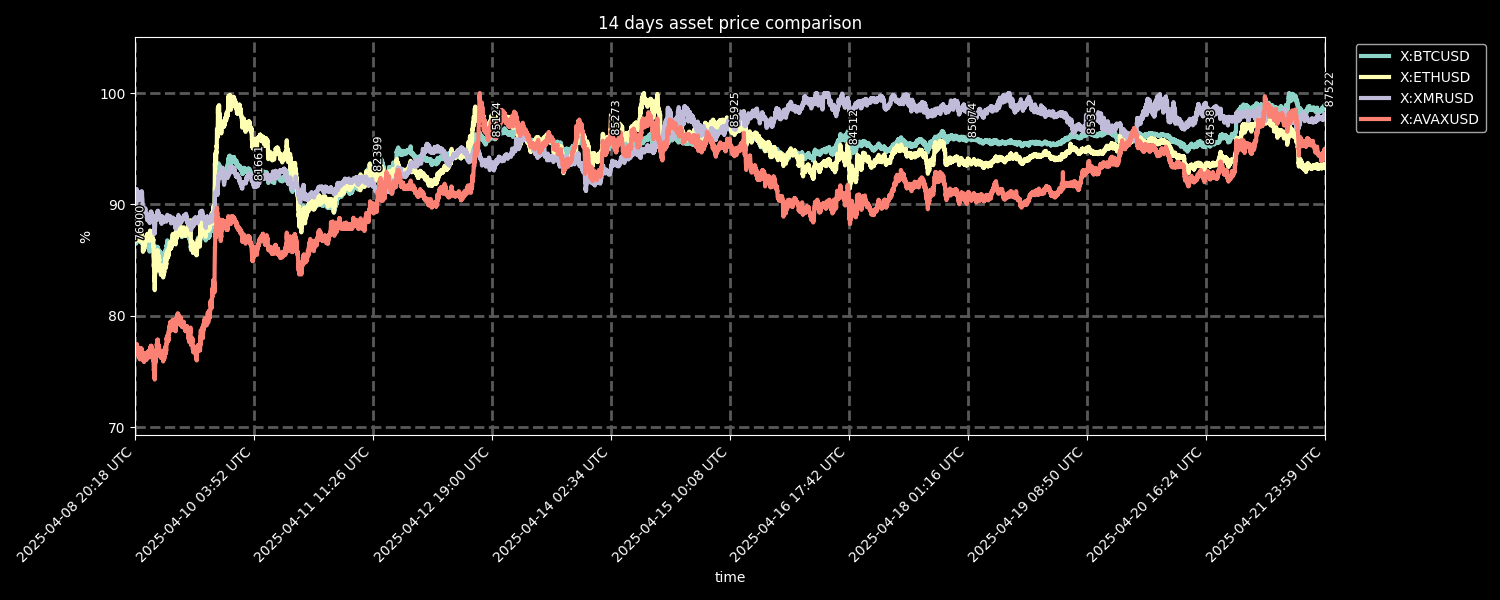 14 days asset price comparison
X:BTCUSD
X:ETHUSD
X:XMRUSD
X:AVAXUSD
100
90
80
70
%
76900
81661
82399
85124
85273
85925
84512
85074
85352
84538
87522
2025-04-08 20:18 UTC
2025-04-10 03:52 UTC
2025-04-11 11:26 UTC
2025-04-12 19:00 UTC
2025-04-14 02:34 UTC
2025-04-15 10:08 UTC
2025-04-16 17:42 UTC
2025-04-18 01:16 UTC
2025-04-19 08:50 UTC
2025-04-20 16:24 UTC
2025-04-21 23:59 UTC
time